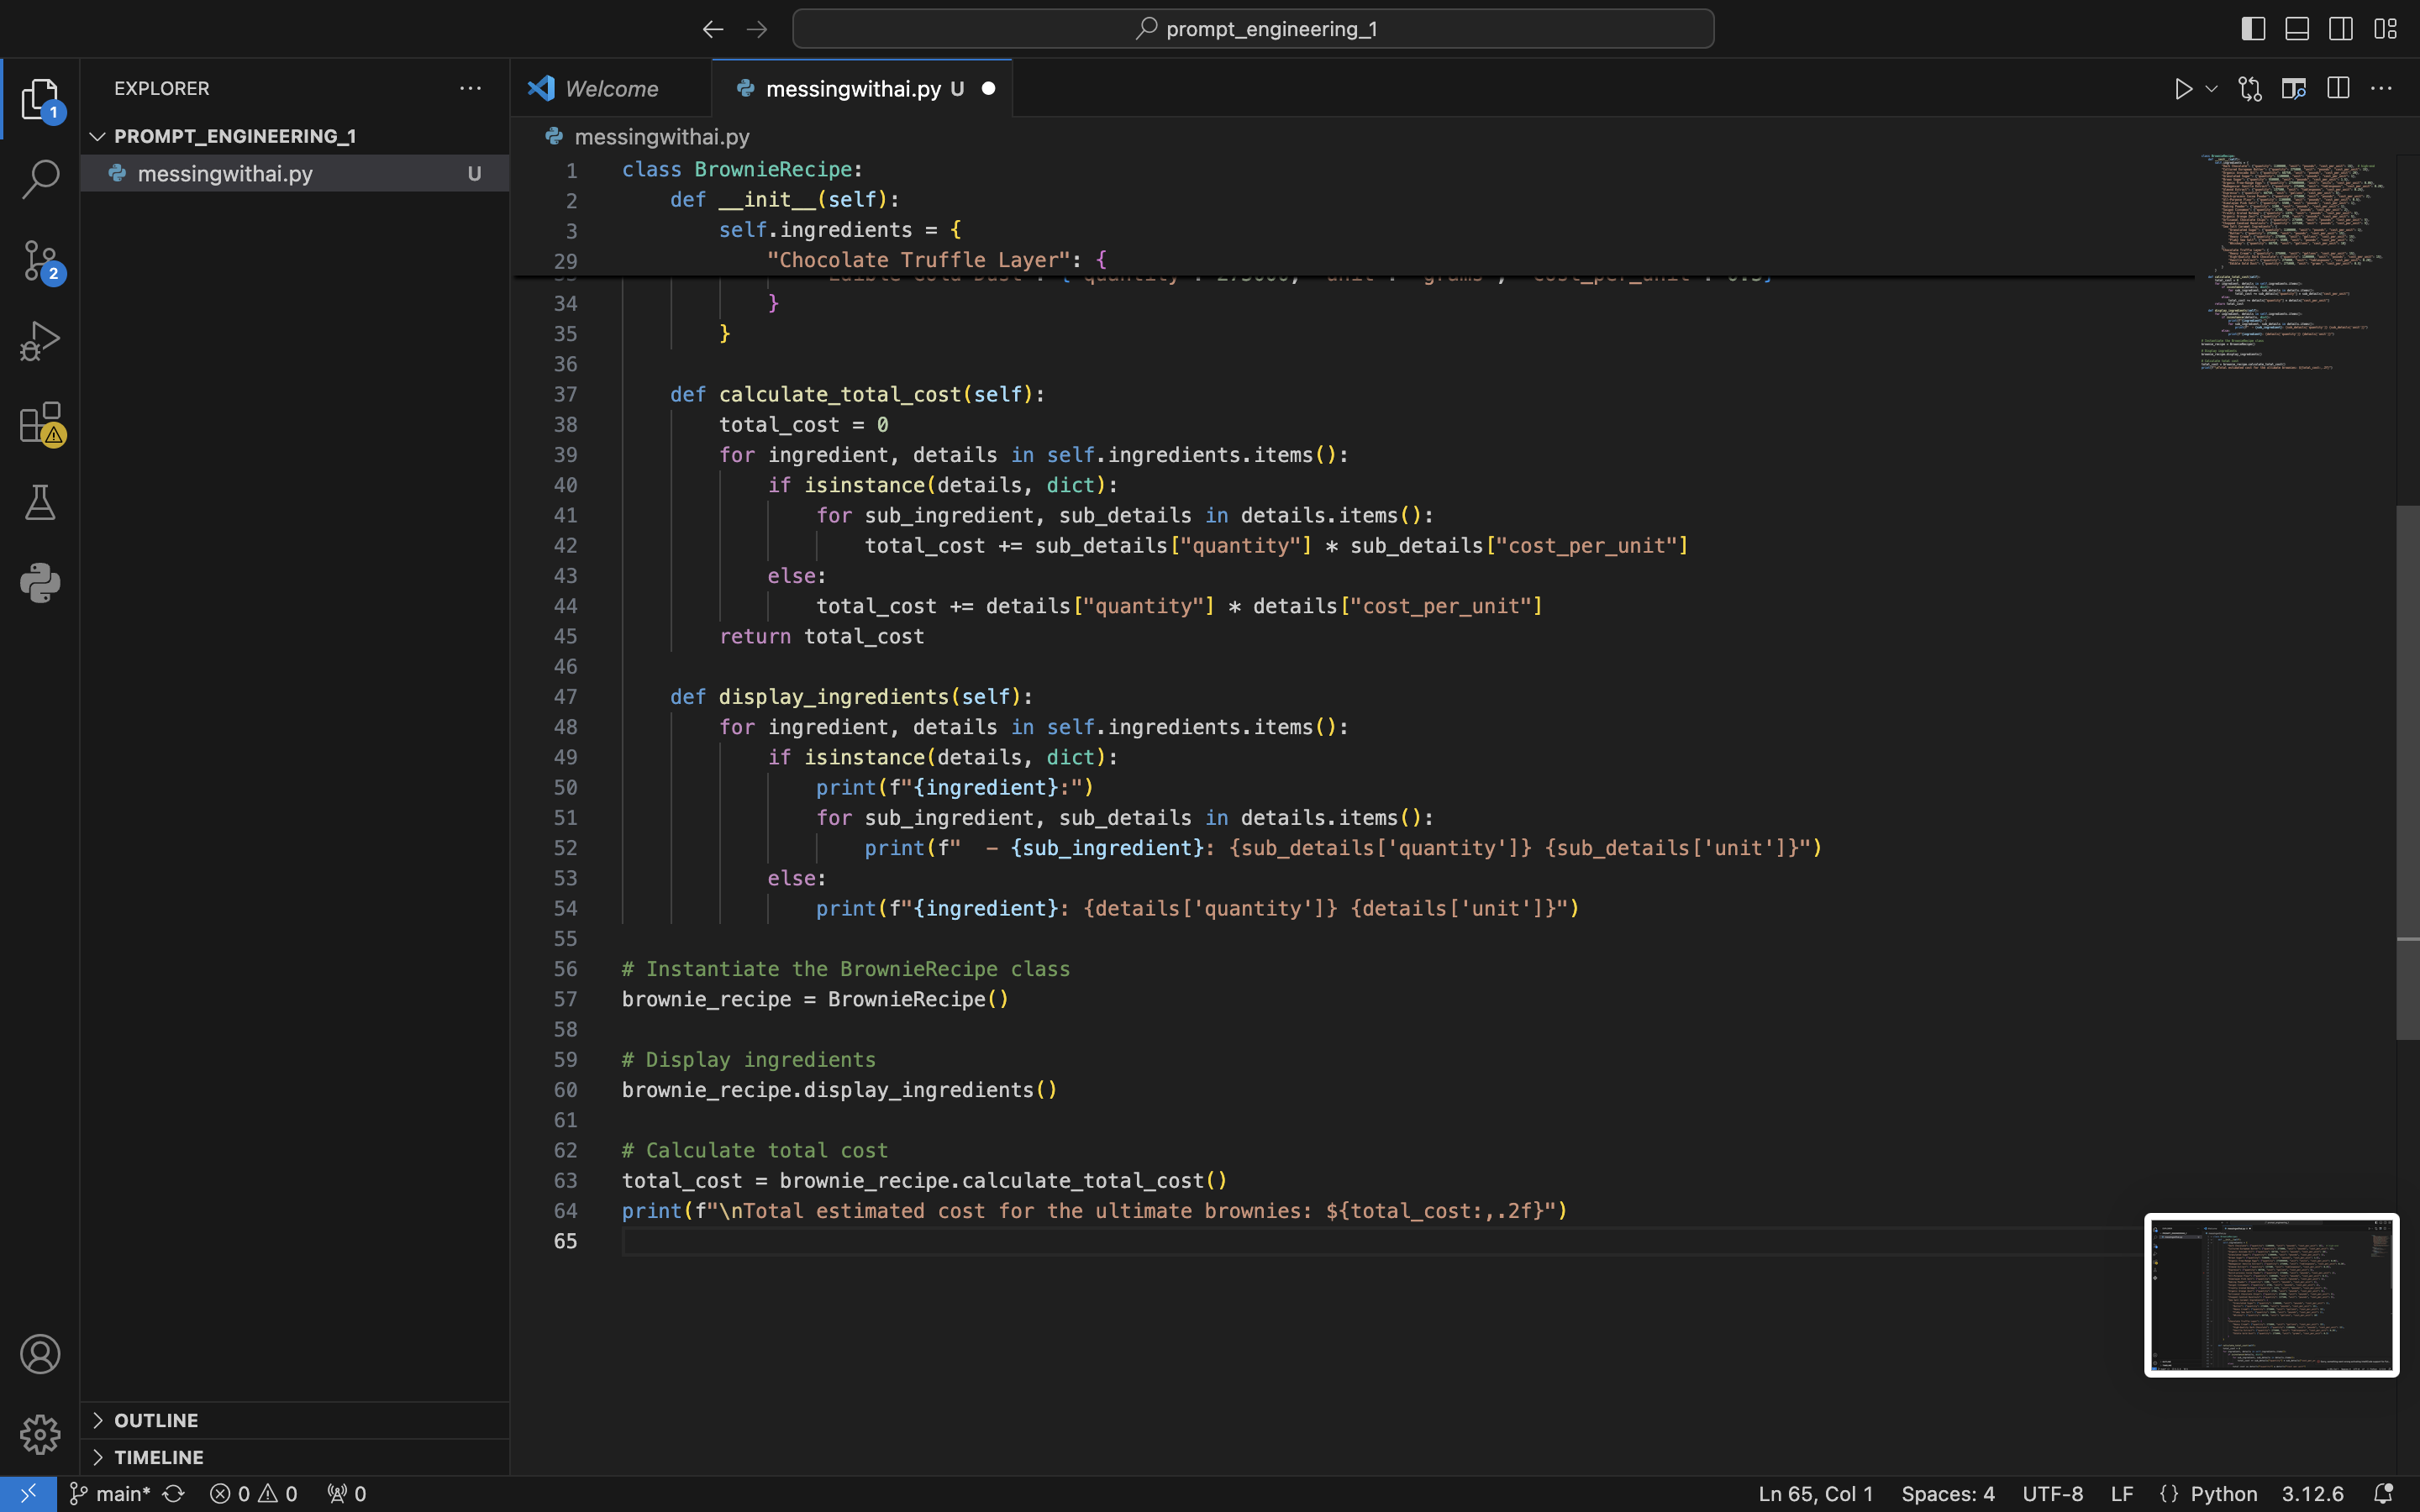 prompt_engineering_1
EXPLORER
Welcome
messingwithai.py U
1
PROMPT_ENGINEERING_1
messingwithai.py U
messingwithai.py
2
1 class BrownieRecipe:
2 def __init__(self):
3 self.ingredients = {
29 "Chocolate Truffle Layer": {
34 }
35 }
36
37 def calculate_total_cost(self):
38 total_cost = 0
39 for ingredient, details in self.ingredients.items():
40 if isinstance(details, dict):
41 for sub_ingredient, sub_details in details.items():
42 total_cost += sub_details["quantity"] * sub_details["cost_per_unit"]
43 else:
44 total_cost += details["quantity"] * details["cost_per_unit"]
45 return total_cost
46
47 def display_ingredients(self):
48 for ingredient, details in self.ingredients.items():
49 if isinstance(details, dict):
50 print(f"{ingredient}:")
51 for sub_ingredient, sub_details in details.items():
52 print(f"  – {sub_ingredient}: {sub_details['quantity']} {sub_details['unit']}")
53 else:
54 print(f"{ingredient}: {details['quantity']} {details['unit']}")
55
56 # Instantiate the BrownieRecipe class
57 brownie_recipe = BrownieRecipe()
58
59 # Display ingredients
60 brownie_recipe.display_ingredients()
61
62 # Calculate total cost
63 total_cost = brownie_recipe.calculate_total_cost()
64 print(f"\nTotal estimated cost for the ultimate brownies: ${total_cost:,.2f}")
65
OUTLINE
TIMELINE
main* 0 0 0
Ln 65, Col 1 Spaces: 4 UTF-8 LF {} Python 3.12.6